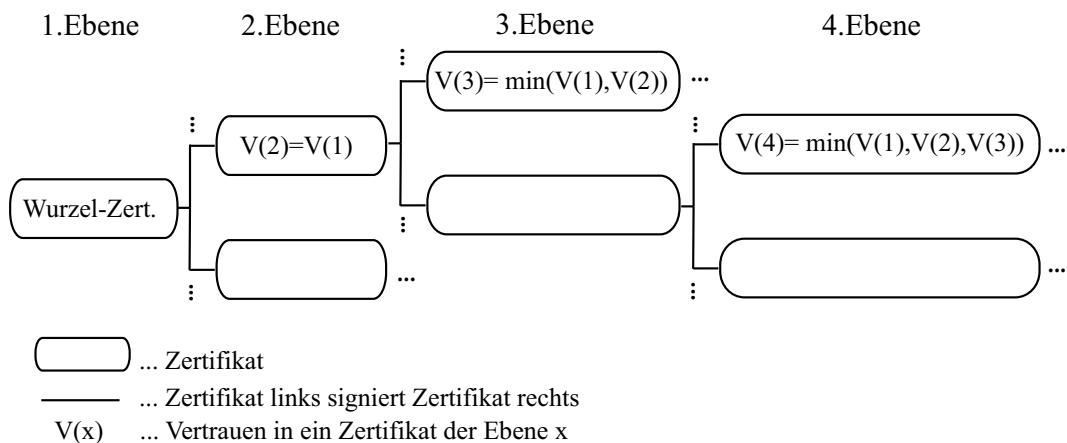 1.Ebene 2.Ebene 3.Ebene 4.Ebene
V(3)= min(V(1),V(2)) ...
V(2)=V(1)
V(4)= min(V(1),V(2),V(3)) ...
Wurzel-Zert.
...
...
... Zertifikat
... Zertifikat links signiert Zertifikat rechts
V(x) ... Vertrauen in ein Zertifikat der Ebene x